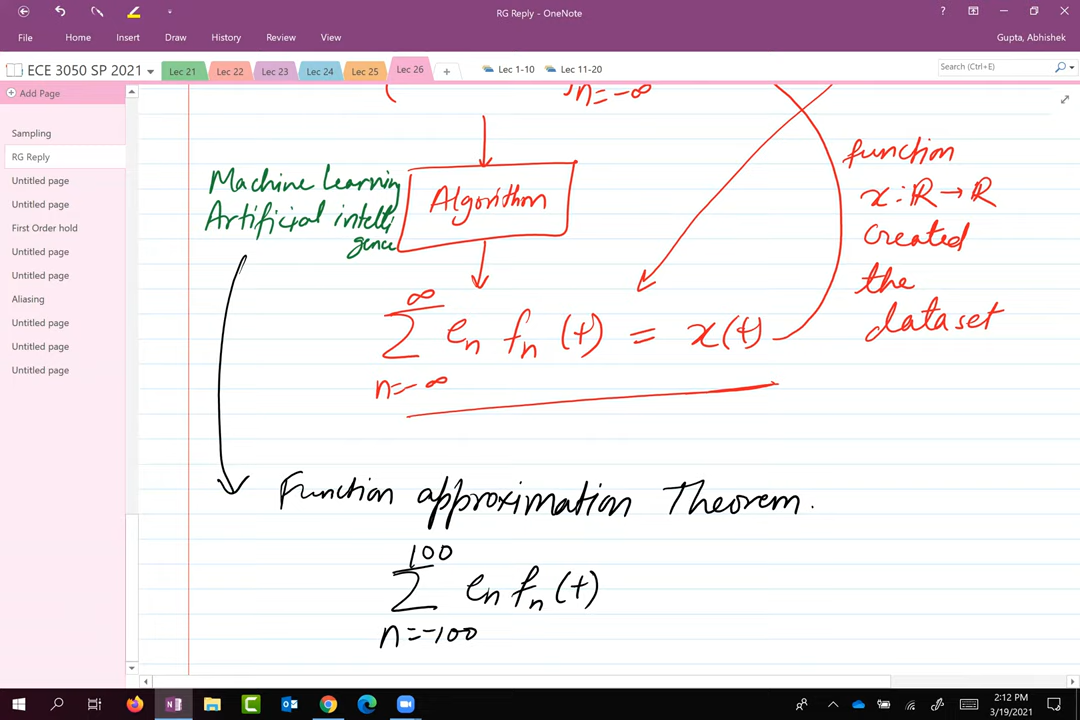 RG Reply - OneNote
?
File
Home
Insert
Draw
History
Review
View
Gupta, Abhishek
ECE 3050 SP 2021
Lec 21
Lec 22
Lec 23
Lec 24
Lec 25
Lec 26
+
Lec 1-10
Lec 11-20
Search (Ctrl+E)
Add Page
Sampling
RG Reply
Untitled page
Untitled page
First Order hold
Untitled page
Untitled page
Aliasing
Untitled page
Untitled page
Untitled page
n = -∞
Machine learning
Artificial intelli
gence
Algorithm
function
x : ℝ → ℝ
created
the
dataset
∞
Σ en fn (t) = x(t)
n = -∞
Function approximation Theorem.
100
Σ en fn (t)
n = -100
2:12 PM
3/19/2021